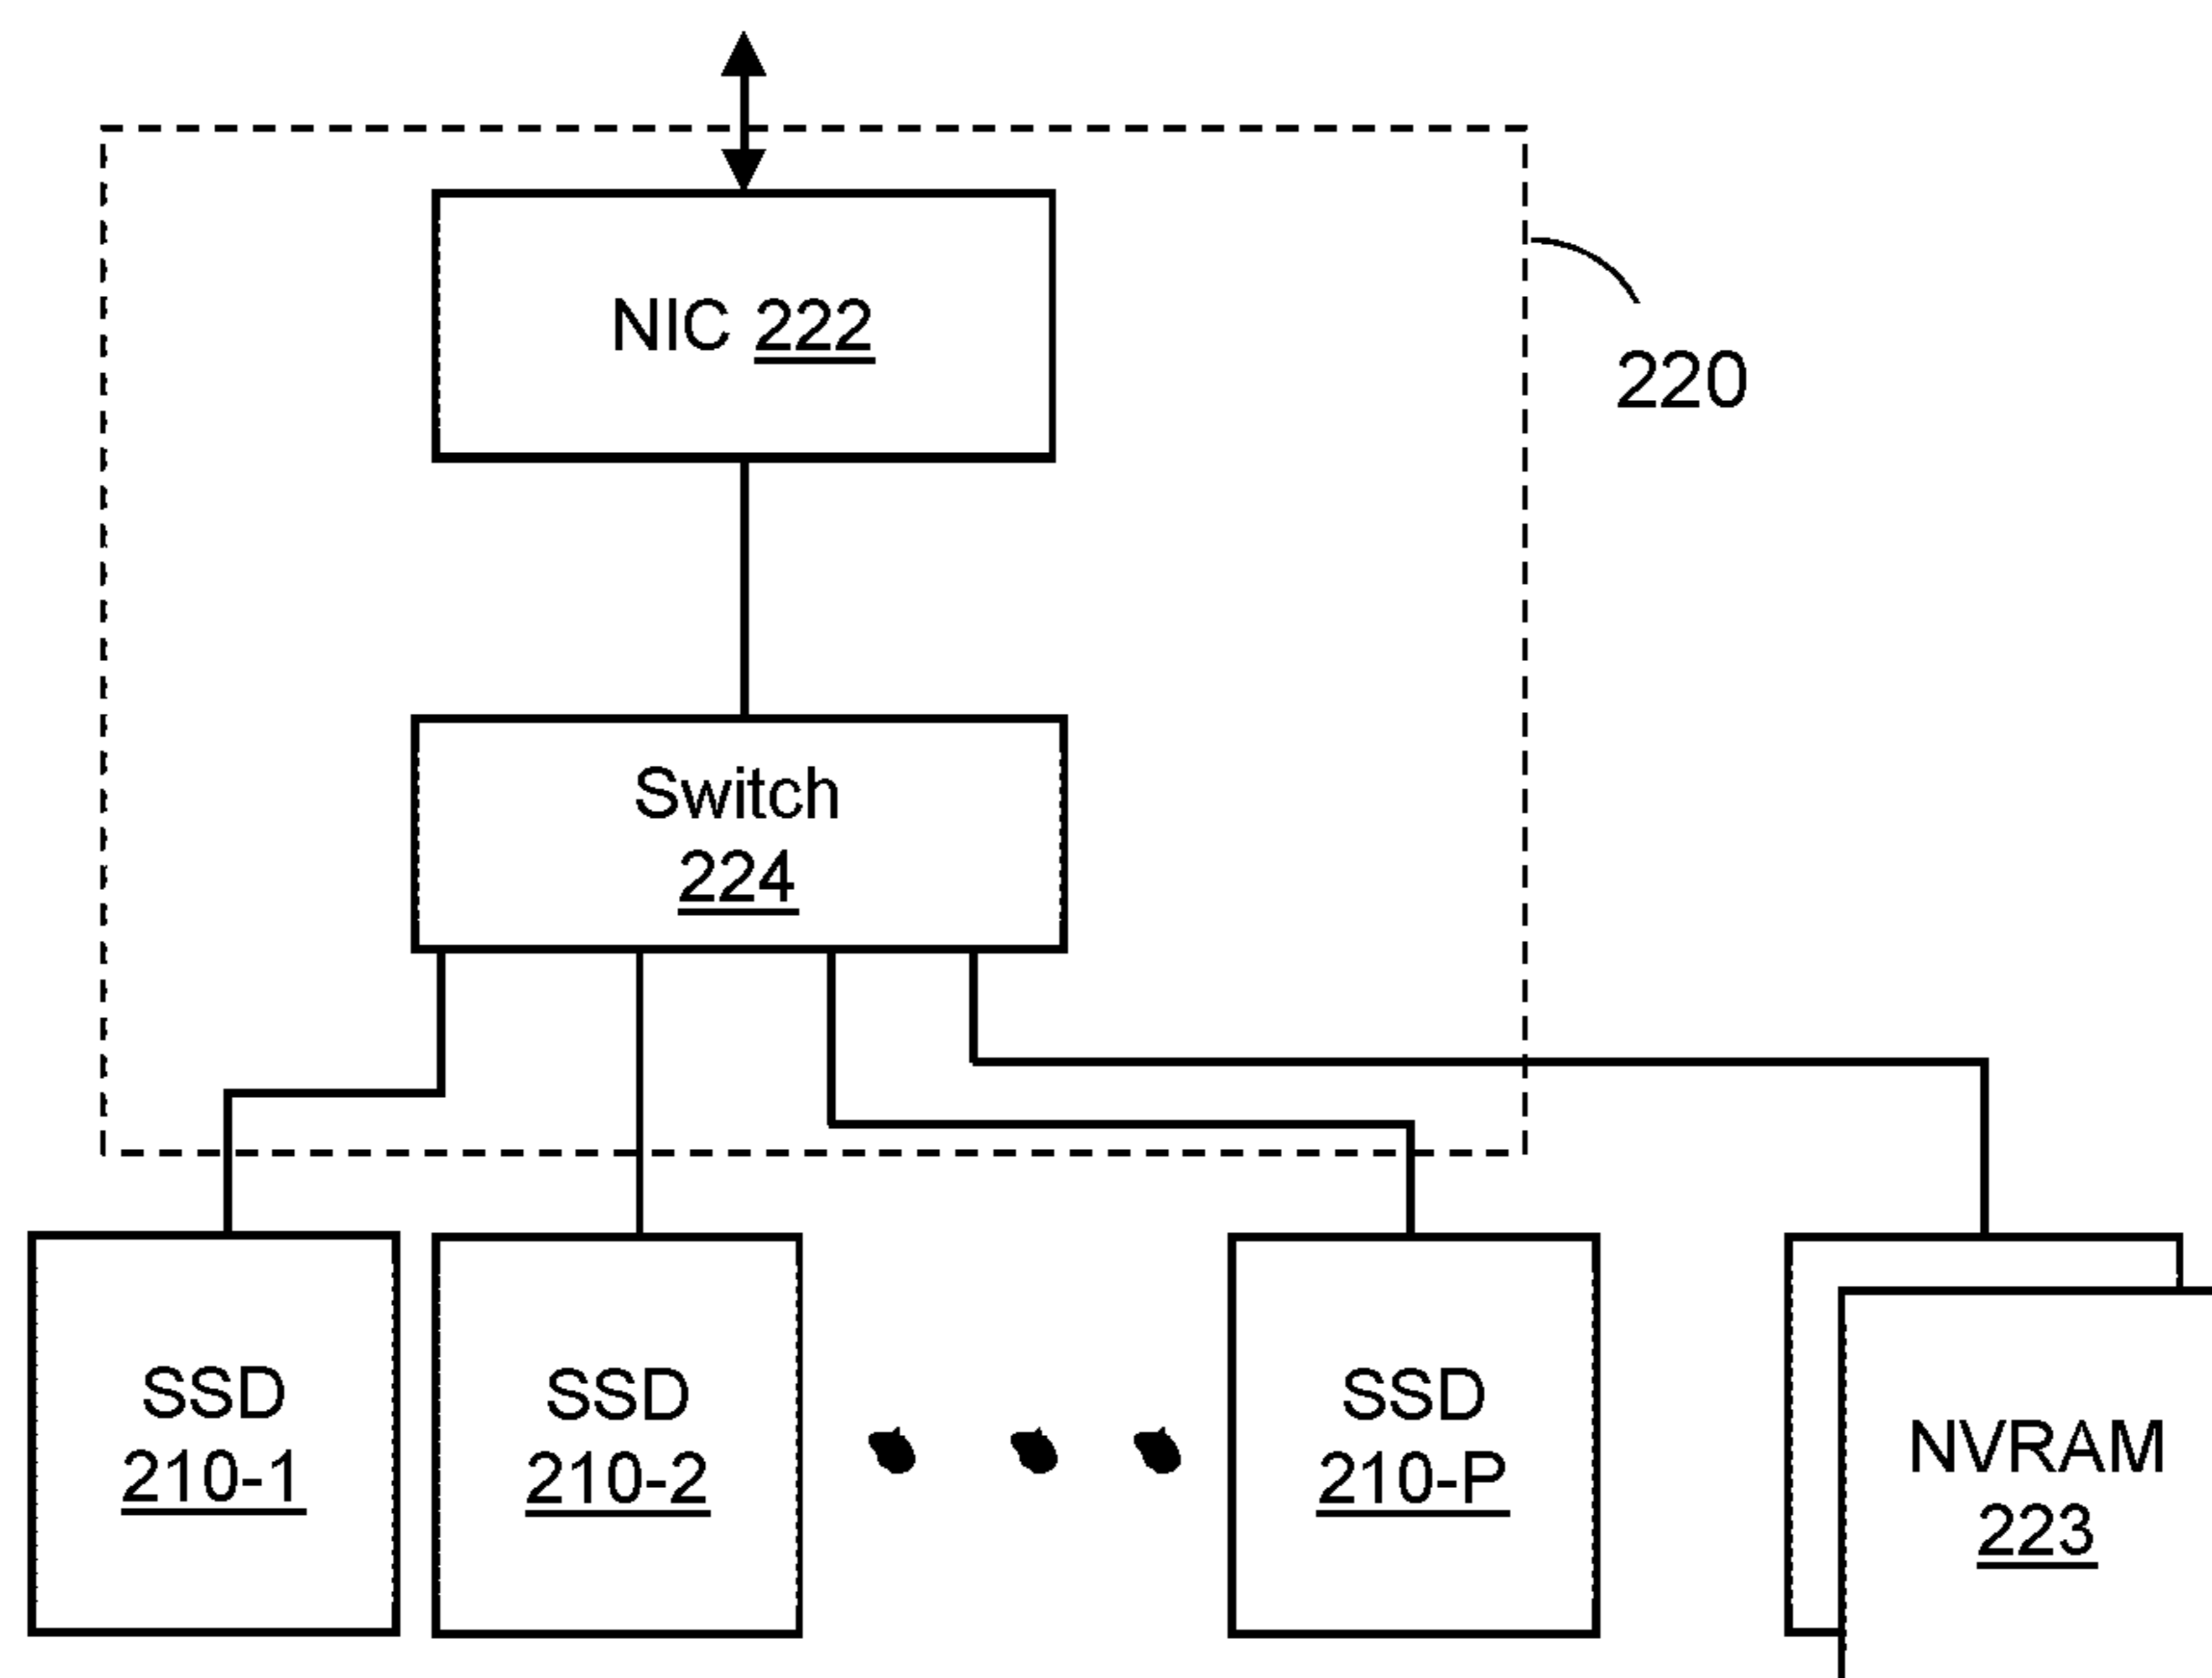 NIC 222
220
Switch
224
SSD
210-1
SSD
210-2
SSD
210-P
NVRAM
223